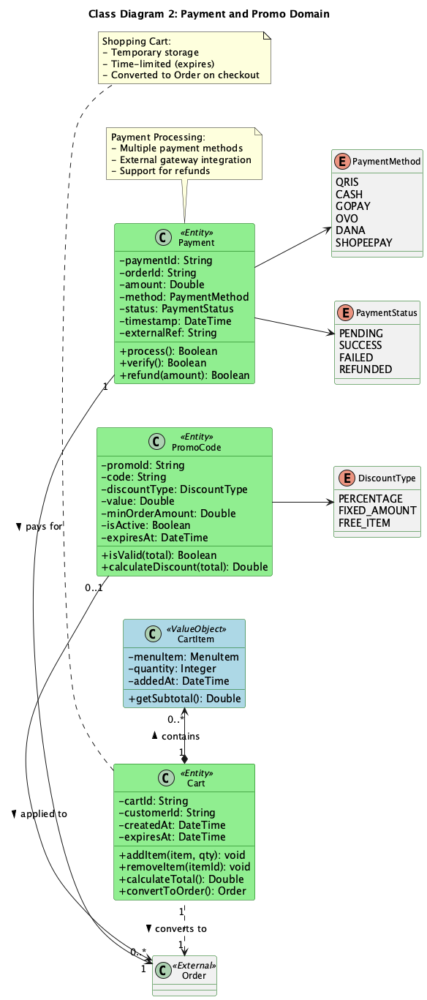 Class Diagram 2: Payment and Promo Domain
Shopping Cart:
- Temporary storage
- Time-limited (expires)
- Converted to Order on checkout
Payment Processing:
- Multiple payment methods
- External gateway integration
- Support for refunds
E PaymentMethod
QRIS
CASH
GOPAY
OVO
DANA
SHOPEEPAY
C «Entity»
Payment
-paymentId: String
-orderId: String
-amount: Double
-method: PaymentMethod
-status: PaymentStatus
-timestamp: DateTime
-externalRef: String
+process(): Boolean
+verify(): Boolean
+refund(amount): Boolean
E PaymentStatus
PENDING
SUCCESS
FAILED
REFUNDED
1
C «Entity»
PromoCode
-promoId: String
-code: String
-discountType: DiscountType
-value: Double
-minOrderAmount: Double
-isActive: Boolean
-expiresAt: DateTime
+isValid(total): Boolean
+calculateDiscount(total): Double
E DiscountType
PERCENTAGE
FIXED_AMOUNT
FREE_ITEM
pays for
0..1
C «ValueObject»
CartItem
-menuItem: MenuItem
-quantity: Integer
-addedAt: DateTime
+getSubtotal(): Double
0..*
contains
1
C «Entity»
Cart
-cartId: String
-customerId: String
-createdAt: DateTime
-expiresAt: DateTime
+addItem(item, qty): void
+removeItem(itemId): void
+calculateTotal(): Double
+convertToOrder(): Order
applied to
1
converts to
1
0..*
1
C «External»
Order